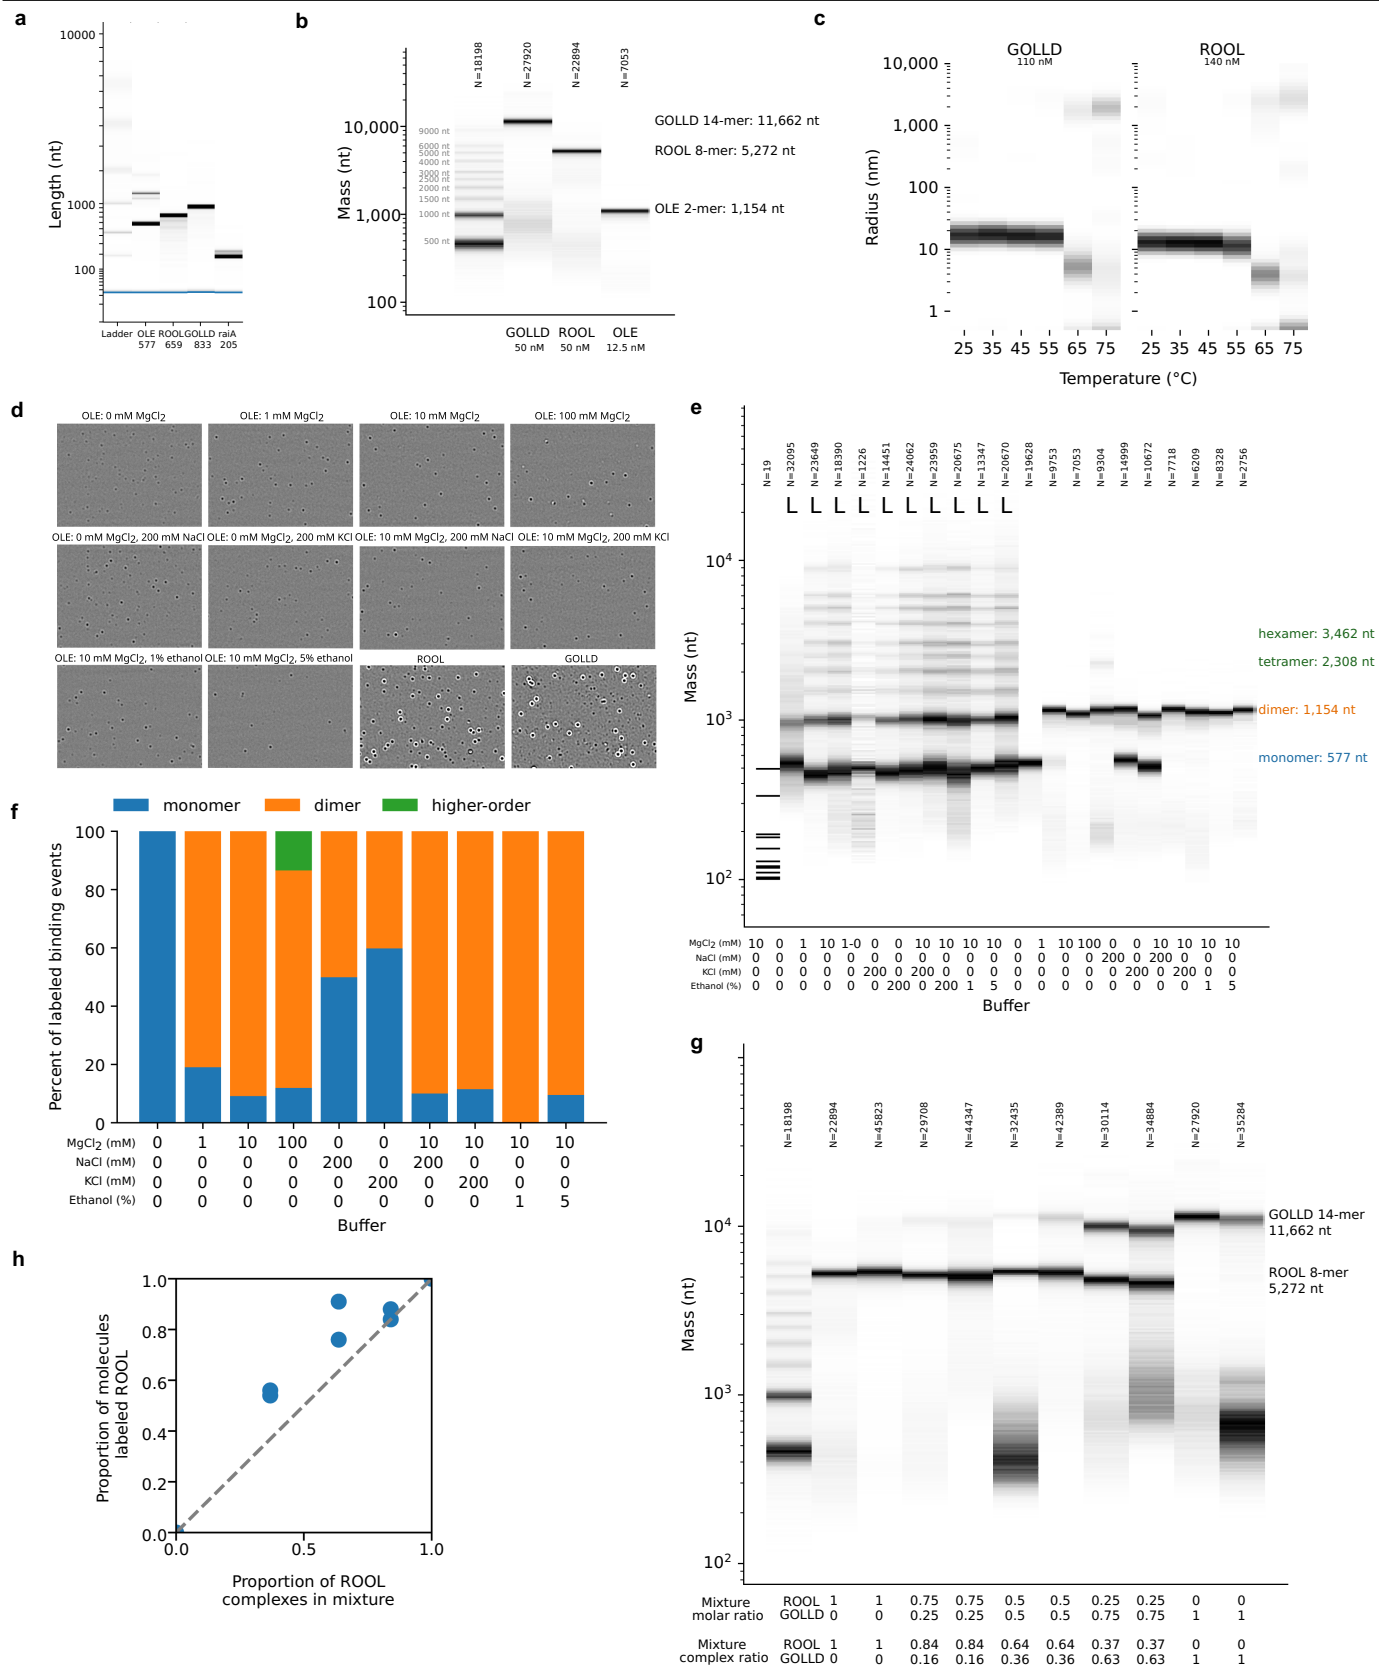 a
10000
1000
100
Length (nt)
Ladder
OLE
577
ROOL
659
GOLLD
833
raiA
205
b
N=18198
N=27920
N=22894
N=7053
10,000
1,000
100
Mass (nt)
9000 nt
6000 nt
5000 nt
4000 nt
3000 nt
2500 nt
2000 nt
1500 nt
1000 nt
500 nt
GOLLD 14-mer: 11,662 nt
ROOL 8-mer: 5,272 nt
OLE 2-mer: 1,154 nt
GOLLD
50 nM
ROOL
50 nM
OLE
12.5 nM
c
GOLLD
110 nM
ROOL
140 nM
10,000
1,000
100
10
1
Radius (nm)
25 35 45 55 65 75 25 35 45 55 65 75
Temperature (°C)
d
OLE: 0 mM MgCl2
OLE: 1 mM MgCl2
OLE: 10 mM MgCl2
OLE: 100 mM MgCl2
OLE: 0 mM MgCl2, 200 mM NaCl
OLE: 0 mM MgCl2, 200 mM KCl
OLE: 10 mM MgCl2, 200 mM NaCl
OLE: 10 mM MgCl2, 200 mM KCl
OLE: 10 mM MgCl2, 1% ethanol
OLE: 10 mM MgCl2, 5% ethanol
ROOL
GOLLD
e
N=19
N=32095
N=23649
N=18390
N=1226
N=14451
N=24062
N=23959
N=20675
N=13347
N=20670
N=19628
N=9753
N=7053
N=9304
N=14999
N=10672
N=7718
N=6209
N=8328
N=2756
L L L L L L L L L L
10^4
10^3
10^2
Mass (nt)
hexamer: 3,462 nt
tetramer: 2,308 nt
dimer: 1,154 nt
monomer: 577 nt
MgCl2 (mM) 10 0 1 10 1-0 0 0 10 10 10 10 0 1 10 100 0 0 10 10 10 10
NaCl (mM) 0 0 0 0 0 0 0 0 0 0 0 0 0 0 0 200 0 200 0 0 0
KCl (mM) 0 0 0 0 0 200 0 200 0 0 0 0 0 0 0 0 200 0 200 0 0
Ethanol (%) 0 0 0 0 0 0 200 0 200 1 5 0 0 0 0 0 0 0 0 1 5
Buffer
f
monomer
dimer
higher-order
100
80
60
40
20
0
Percent of labeled binding events
MgCl2 (mM) 0 1 10 100 0 0 10 10 10 10
NaCl (mM) 0 0 0 0 200 0 200 0 0 0
KCl (mM) 0 0 0 0 0 200 0 200 0 0
Ethanol (%) 0 0 0 0 0 0 0 0 1 5
Buffer
g
N=18198
N=22894
N=45823
N=29708
N=44347
N=32435
N=42389
N=30114
N=34884
N=27920
N=35284
10^4
10^3
10^2
Mass (nt)
GOLLD 14-mer
11,662 nt
ROOL 8-mer
5,272 nt
Mixture
molar ratio
ROOL 1 1 0.75 0.75 0.5 0.5 0.25 0.25 0 0
GOLLD 0 0 0.25 0.25 0.5 0.5 0.75 0.75 1 1
Mixture
complex ratio
ROOL 1 1 0.84 0.84 0.64 0.64 0.37 0.37 0 0
GOLLD 0 0 0.16 0.16 0.36 0.36 0.63 0.63 1 1
h
1.0
0.8
0.6
0.4
0.2
0.0
Proportion of molecules
labeled ROOL
0.0 0.5 1.0
Proportion of ROOL
complexes in mixture